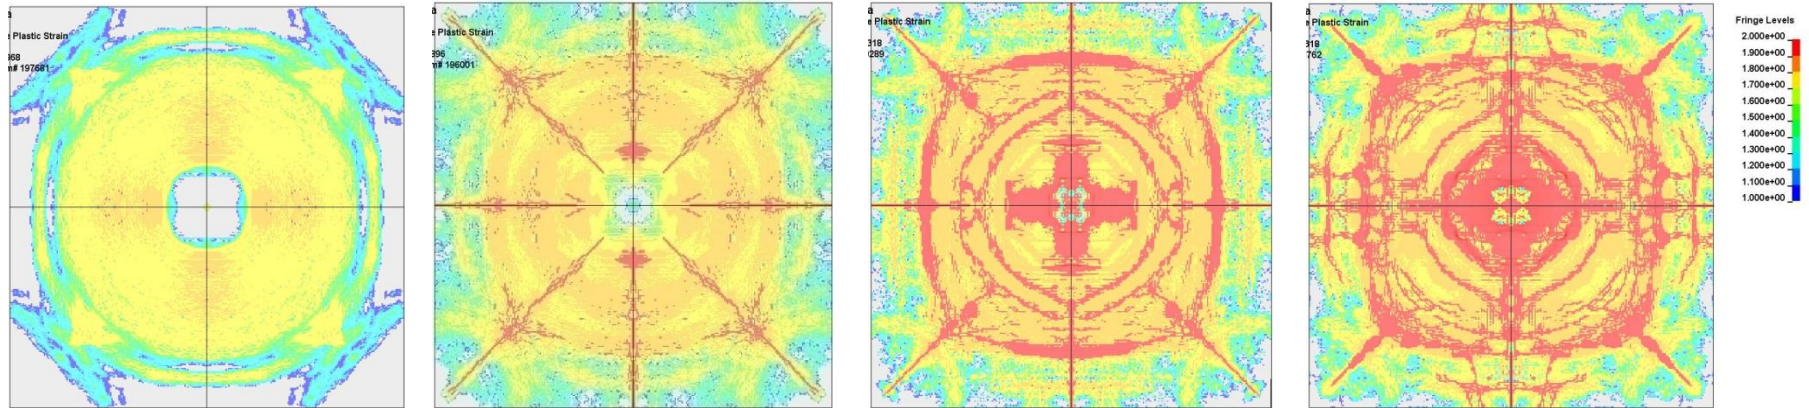 a
e Plastic Strain
968
m# 197681
a
e Plastic Strain
896
m# 196001
a
e Plastic Strain
318
0289
a
e Plastic Strain
318
762
Fringe Levels
2.000e+00
1.900e+00
1.800e+00
1.700e+00
1.600e+00
1.500e+00
1.400e+00
1.300e+00
1.200e+00
1.100e+00
1.000e+00